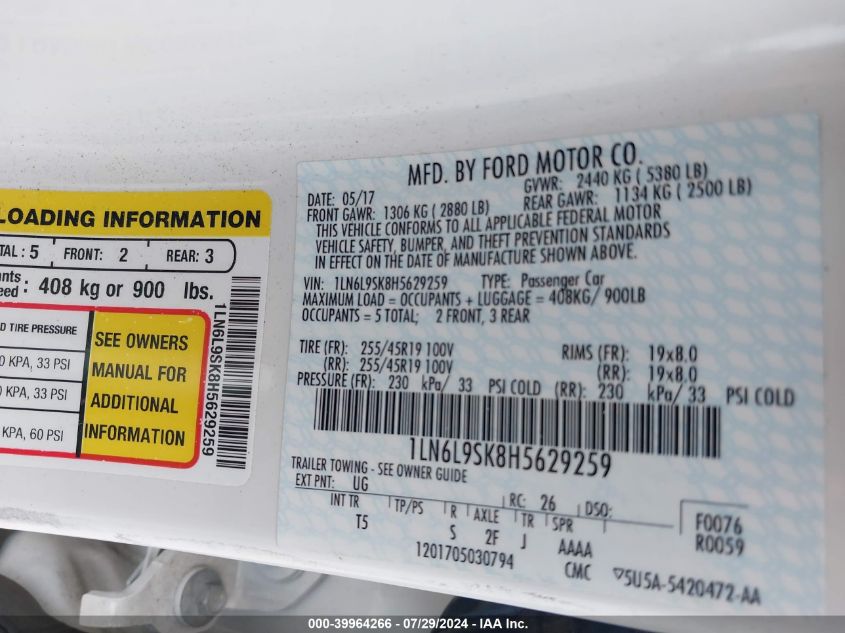 LOADING INFORMATION
TAL : 5 FRONT: 2 REAR: 3
nts
eed: 408 kg or 900 lbs.
D TIRE PRESSURE
0 KPA, 33 PSI
0 KPA, 33 PSI
KPA, 60 PSI
SEE OWNERS
MANUAL FOR
ADDITIONAL
INFORMATION
1LN6L9SK8H5629259
MFD. BY FORD MOTOR CO.
DATE: 05/17 GVWR: 2440 KG ( 5380 LB)
FRONT GAWR: 1306 KG ( 2880 LB) REAR GAWR: 1134 KG ( 2500 LB)
THIS VEHICLE CONFORMS TO ALL APPLICABLE FEDERAL MOTOR
VEHICLE SAFETY, BUMPER, AND THEFT PREVENTION STANDARDS
IN EFFECT ON THE DATE OF MANUFACTURE SHOWN ABOVE.
VIN: 1LN6L9SK8H5629259 TYPE: Passenger Car
MAXIMUM LOAD = OCCUPANTS + LUGGAGE = 408KG/ 900LB
OCCUPANTS = 5 TOTAL; 2 FRONT, 3 REAR
TIRE (FR): 255/45R19 100V RIMS (FR): 19x8.0
(RR): 255/45R19 100V (RR): 19x8.0
PRESSURE (FR): 230 kPa/ 33 PSI COLD (RR): 230 kPa/ 33 PSI COLD
1LN6L9SK8H5629259
TRAILER TOWING - SEE OWNER GUIDE
EXT PNT: UG RC: 26 DSO:
INT TR TP/PS R AXLE TR SPR F0076
T5 S 2F J AAAA R0059
1201705030794 CMC ▽5U5A-5420472-AA
000-39964266 - 07/29/2024 - IAAI.com.